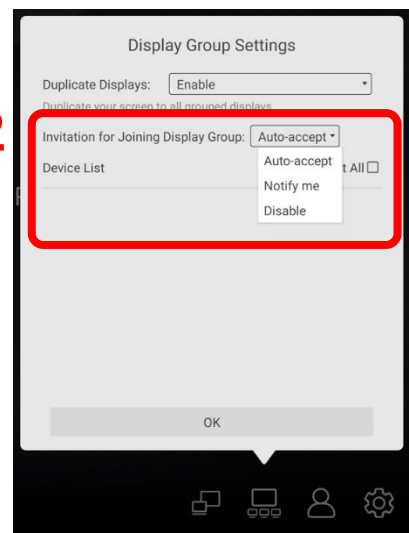 Display Group Settings
Duplicate Displays: Enable
Duplicate your screen to all grouped displays
2
Invitation for Joining Display Group: Auto-accept
Device List t All
Auto-accept
Notify me
Disable
OK